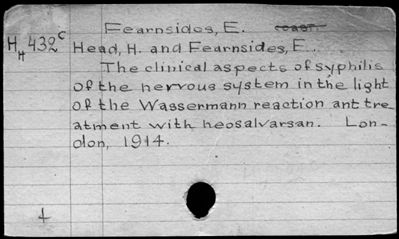 Fearnsides, E.
H H 432c Head, H. and Fearnsides, E.
The clinical aspects of syphilis
of the nervous system in the light
of the Wassermann reaction ant tre
atment with neosalvarsan. Lon-
don, 1914.